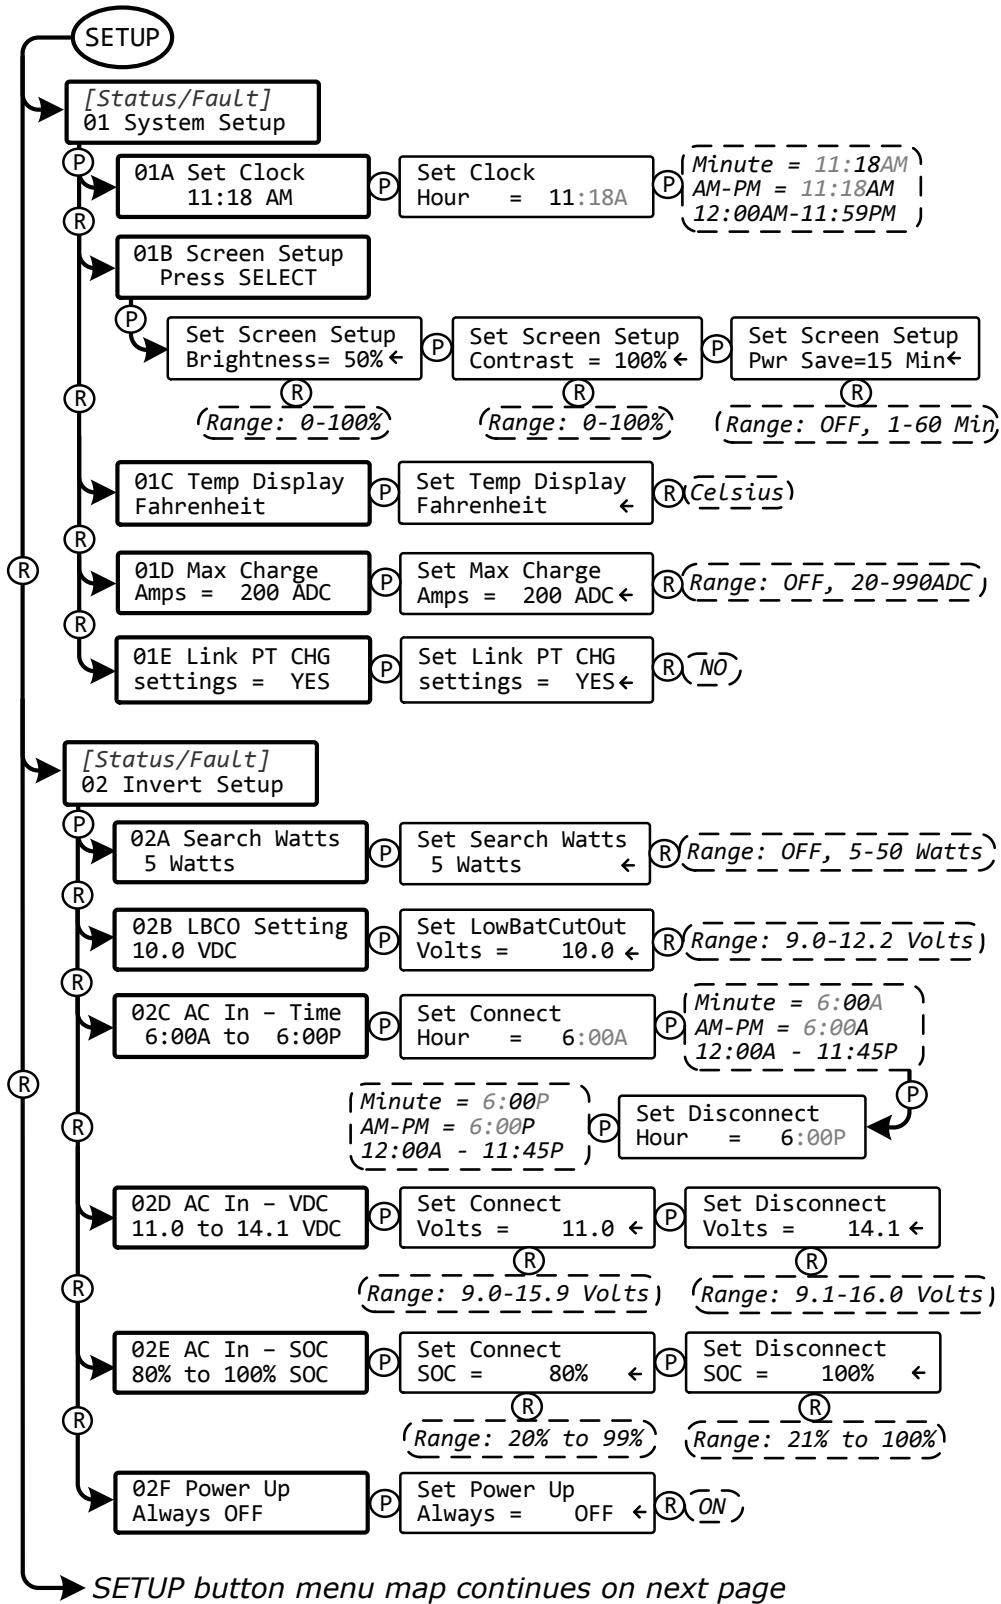 SETUP
[Status/Fault]
01 System Setup
P
01A Set Clock
11:18 AM
P
Set Clock
Hour = 11:18A
P
Minute = 11:18AM
AM-PM = 11:18AM
12:00AM-11:59PM
R
01B Screen Setup
Press SELECT
P
Set Screen Setup
Brightness= 50%←
P
Set Screen Setup
Contrast = 100%←
P
Set Screen Setup
Pwr Save=15 Min←
R
Range: 0-100%
R
Range: 0-100%
R
Range: OFF, 1-60 Min
R
01C Temp Display
Fahrenheit
P
Set Temp Display
Fahrenheit ←
R
Celsius
R
01D Max Charge
Amps = 200 ADC
P
Set Max Charge
Amps = 200 ADC←
R
Range: OFF, 20-990ADC
R
R
01E Link PT CHG
settings = YES
P
Set Link PT CHG
settings = YES←
R
NO
[Status/Fault]
02 Invert Setup
P
02A Search Watts
5 Watts
P
Set Search Watts
5 Watts ←
R
Range: OFF, 5-50 Watts
R
02B LBCO Setting
10.0 VDC
P
Set LowBatCutOut
Volts = 10.0 ←
R
Range: 9.0-12.2 Volts
R
02C AC In – Time
6:00A to 6:00P
P
Set Connect
Hour = 6:00A
P
Minute = 6:00A
AM-PM = 6:00A
12:00A - 11:45P
R
P
Set Disconnect
Hour = 6:00P
P
Minute = 6:00P
AM-PM = 6:00P
12:00A - 11:45P
R
02D AC In – VDC
11.0 to 14.1 VDC
P
Set Connect
Volts = 11.0 ←
P
Set Disconnect
Volts = 14.1 ←
R
Range: 9.0-15.9 Volts
R
Range: 9.1-16.0 Volts
R
02E AC In – SOC
80% to 100% SOC
P
Set Connect
SOC = 80% ←
P
Set Disconnect
SOC = 100% ←
R
Range: 20% to 99%
R
Range: 21% to 100%
R
02F Power Up
Always OFF
P
Set Power Up
Always = OFF ←
R
ON
SETUP button menu map continues on next page